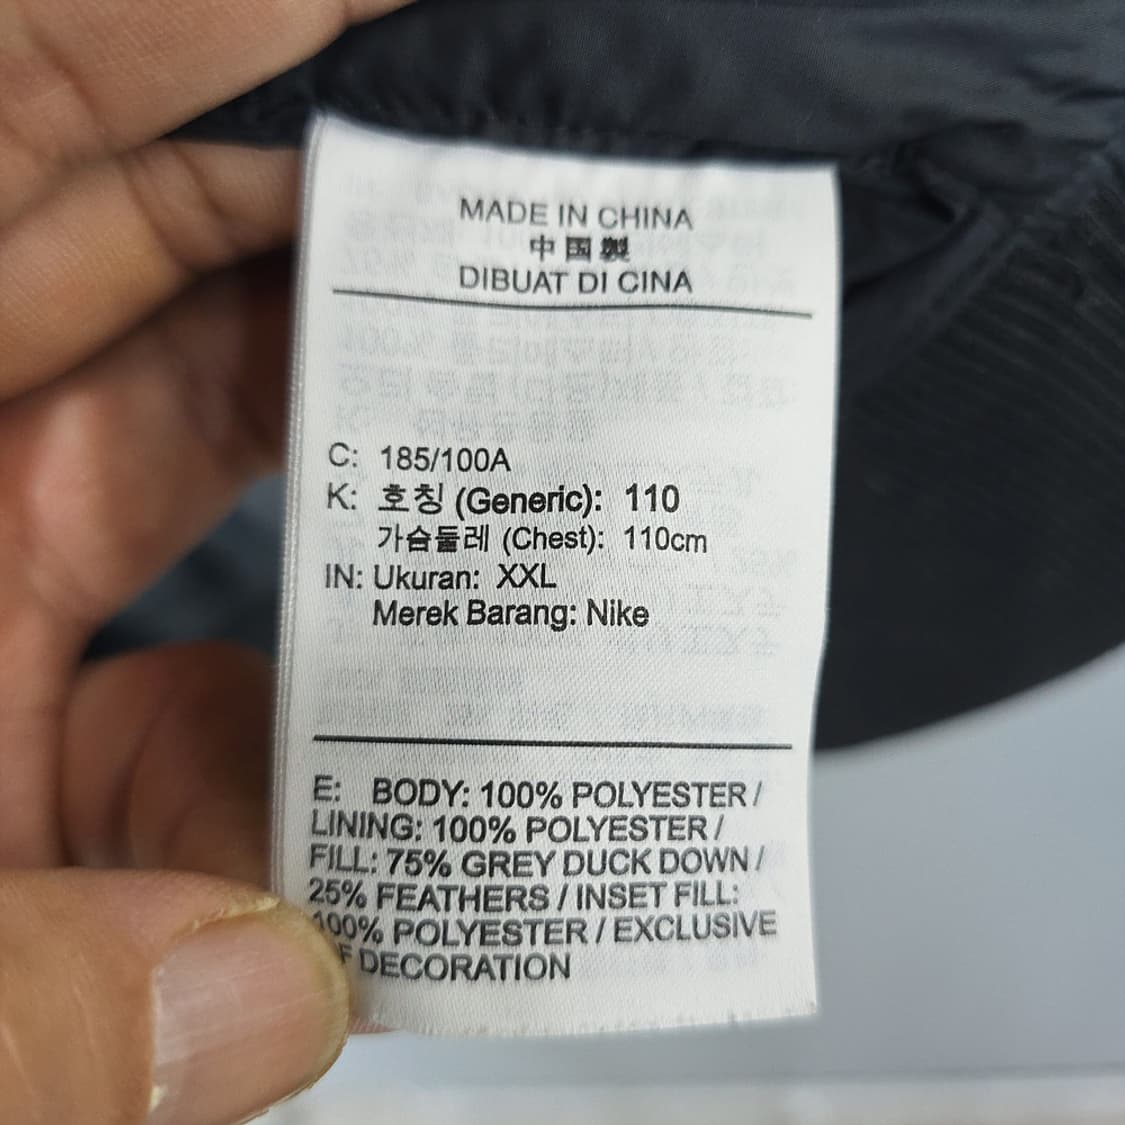 MADE IN CHINA
中国製
DIBUAT DI CINA
C: 185/100A
K: 호칭 (Generic): 110
가슴둘레 (Chest): 110cm
IN: Ukuran: XXL
Merek Barang: Nike
E: BODY: 100% POLYESTER /
LINING: 100% POLYESTER /
FILL: 75% GREY DUCK DOWN /
25% FEATHERS / INSET FILL:
100% POLYESTER / EXCLUSIVE
F DECORATION